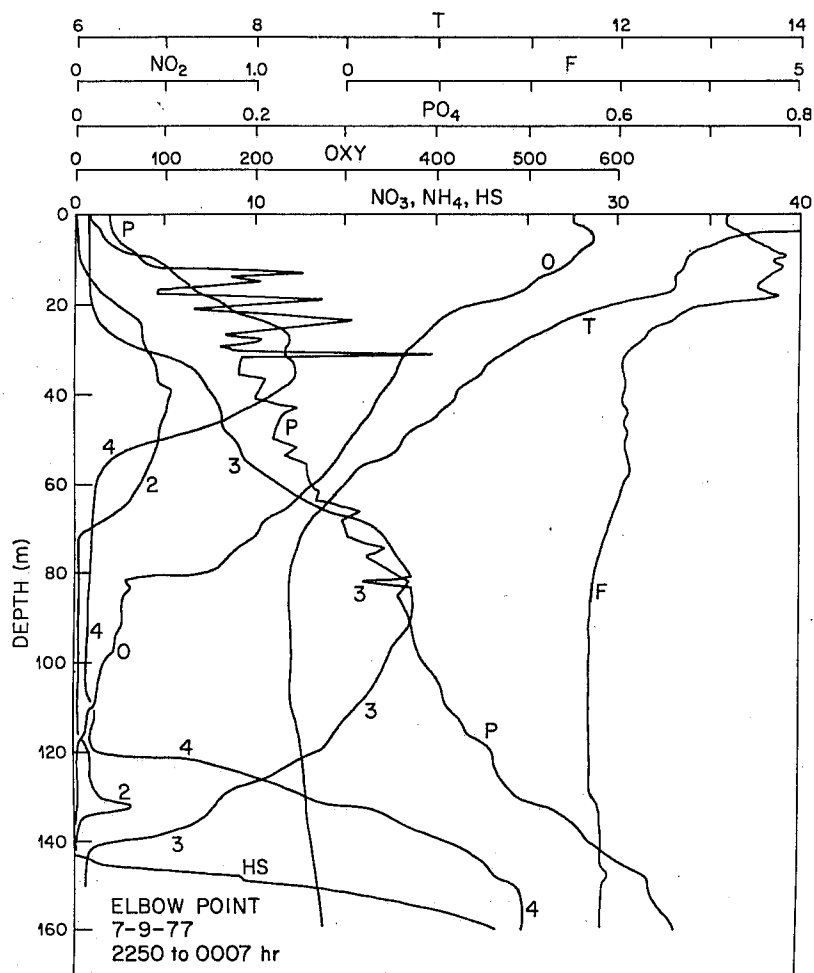 6 8 T 12 14
0 NO₂ 1.0 0 F 5
0 0.2 PO₄ 0.6 0.8
0 100 200 OXY 400 500 600
0 10 NO₃, NH₄, HS 30 40
0
P
O
20
T
40
P
4
3
2
60
80
3
F
DEPTH (m)
4
O
100
3
P
120
4
2
3
140
HS
4
ELBOW POINT
7-9-77
160
2250 to 0007 hr